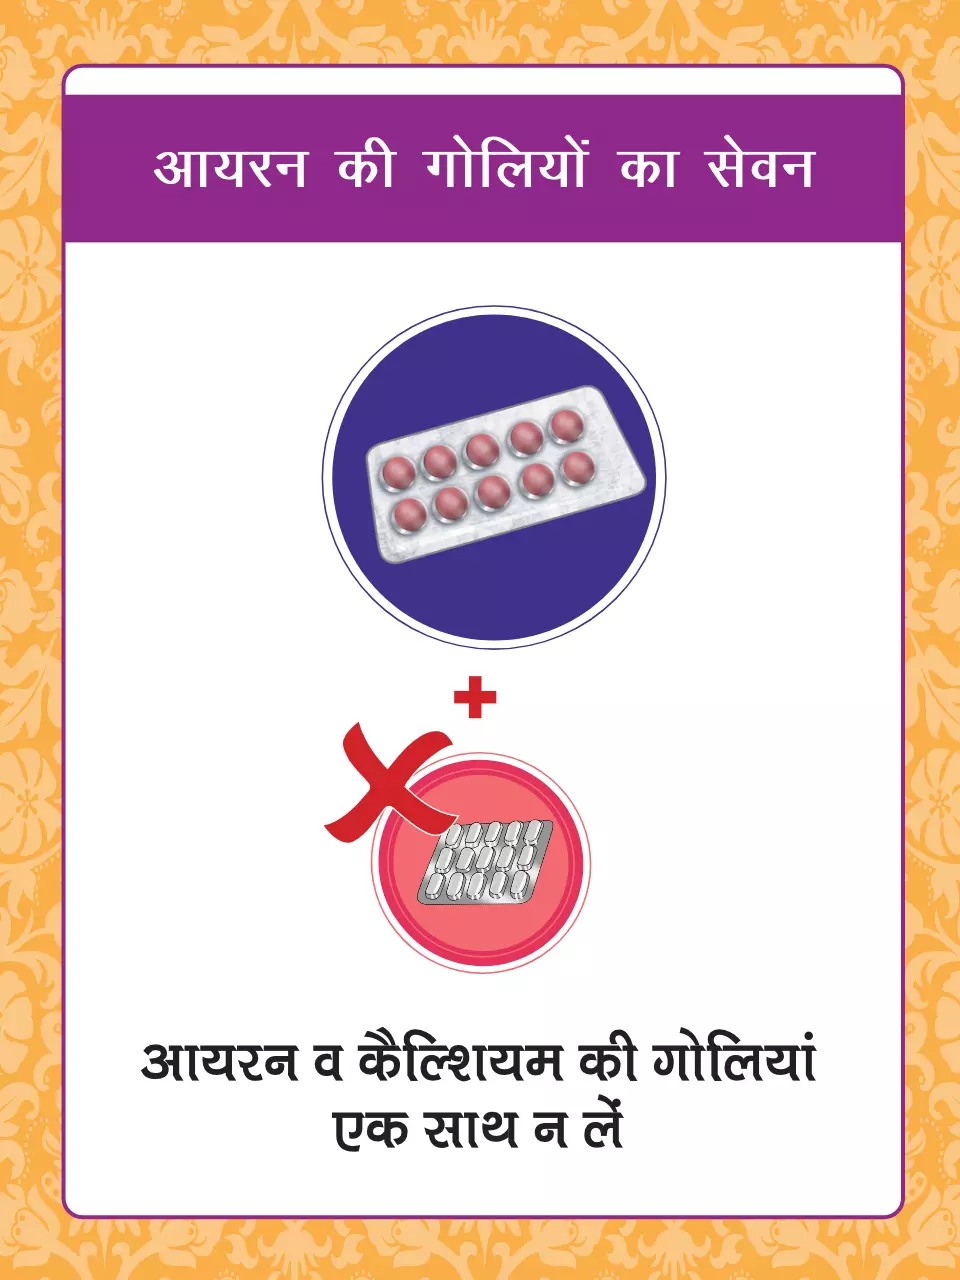 आयरन की गोलियों का सेवन
+
आयरन व कैल्शियम की गोलियां
एक साथ न लें